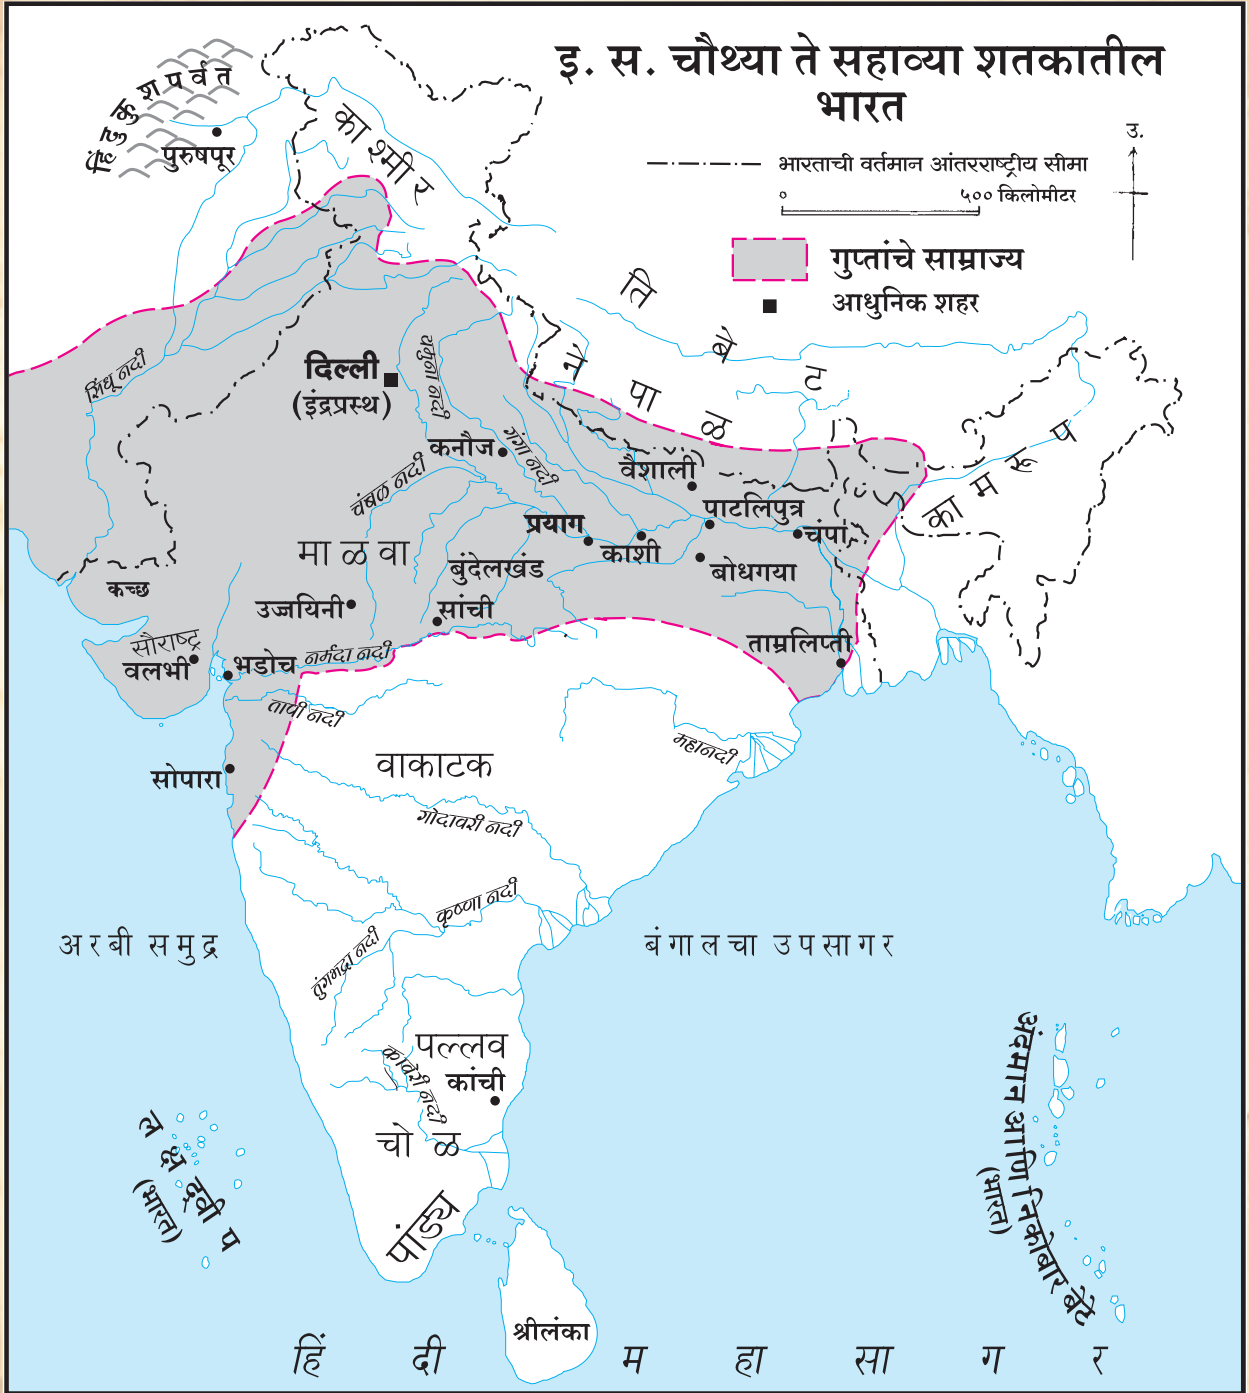 इ. स. चौथ्या ते सहाव्या शतकातील
भारत
उ.
भारताची वर्तमान आंतरराष्ट्रीय सीमा
० ५०० किलोमीटर
गुप्तांचे साम्राज्य
आधुनिक शहर
हिंदुकुश पर्वत
पुरुषपूर
काश्मीर
तिबेट
नेपाळ
कामरूप
सिंधू नदी
दिल्ली
(इंद्रप्रस्थ)
यमुना नदी
कनौज
गंगा नदी
चंबळ नदी
वैशाली
पाटलिपुत्र
प्रयाग
काशी
चंपा
बोधगया
माळवा
बुंदेलखंड
कच्छ
उज्जयिनी
सांची
सौराष्ट्र
वलभी
भडोच
नर्मदा नदी
ताम्रलिप्ती
तापी नदी
महानदी
सोपारा
वाकाटक
गोदावरी नदी
कृष्णा नदी
अरबी समुद्र
बंगालचा उपसागर
तुंगभद्रा नदी
पल्लव
कावेरी नदी
कांची
चोळ
पांड्य
लक्षद्वीप
(भारत)
अंदमान आणि निकोबार बेटे
(भारत)
श्रीलंका
हिंदी महासागर